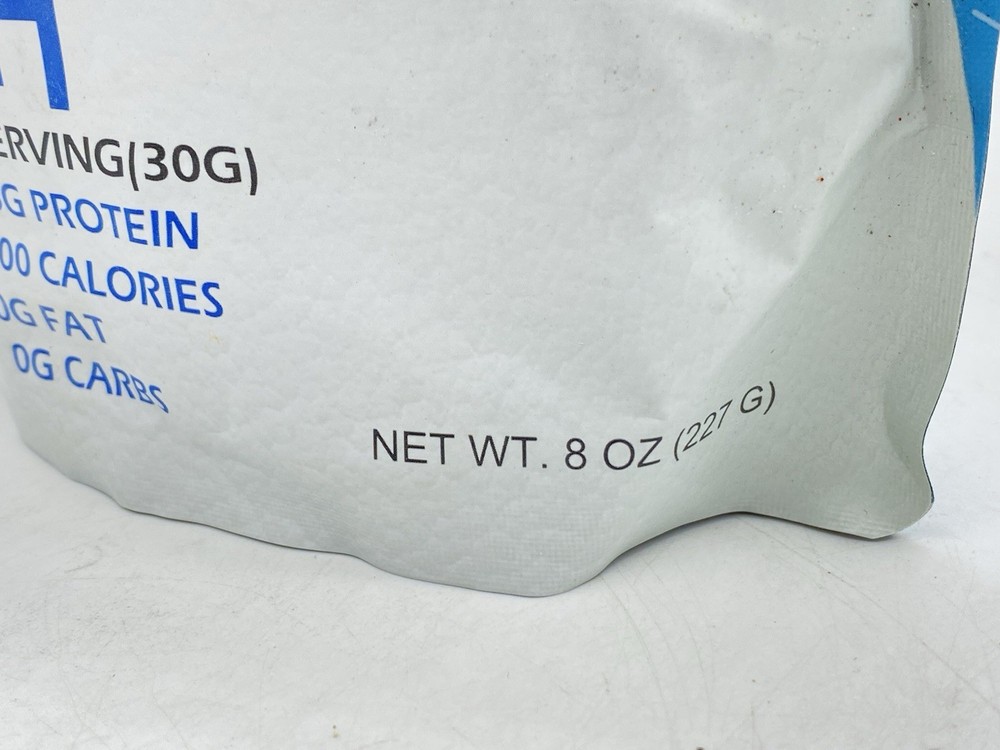 ERVING(30G)
G PROTEIN
00 CALORIES
0G FAT
0G CARBS
NET WT. 8 OZ (227 G)